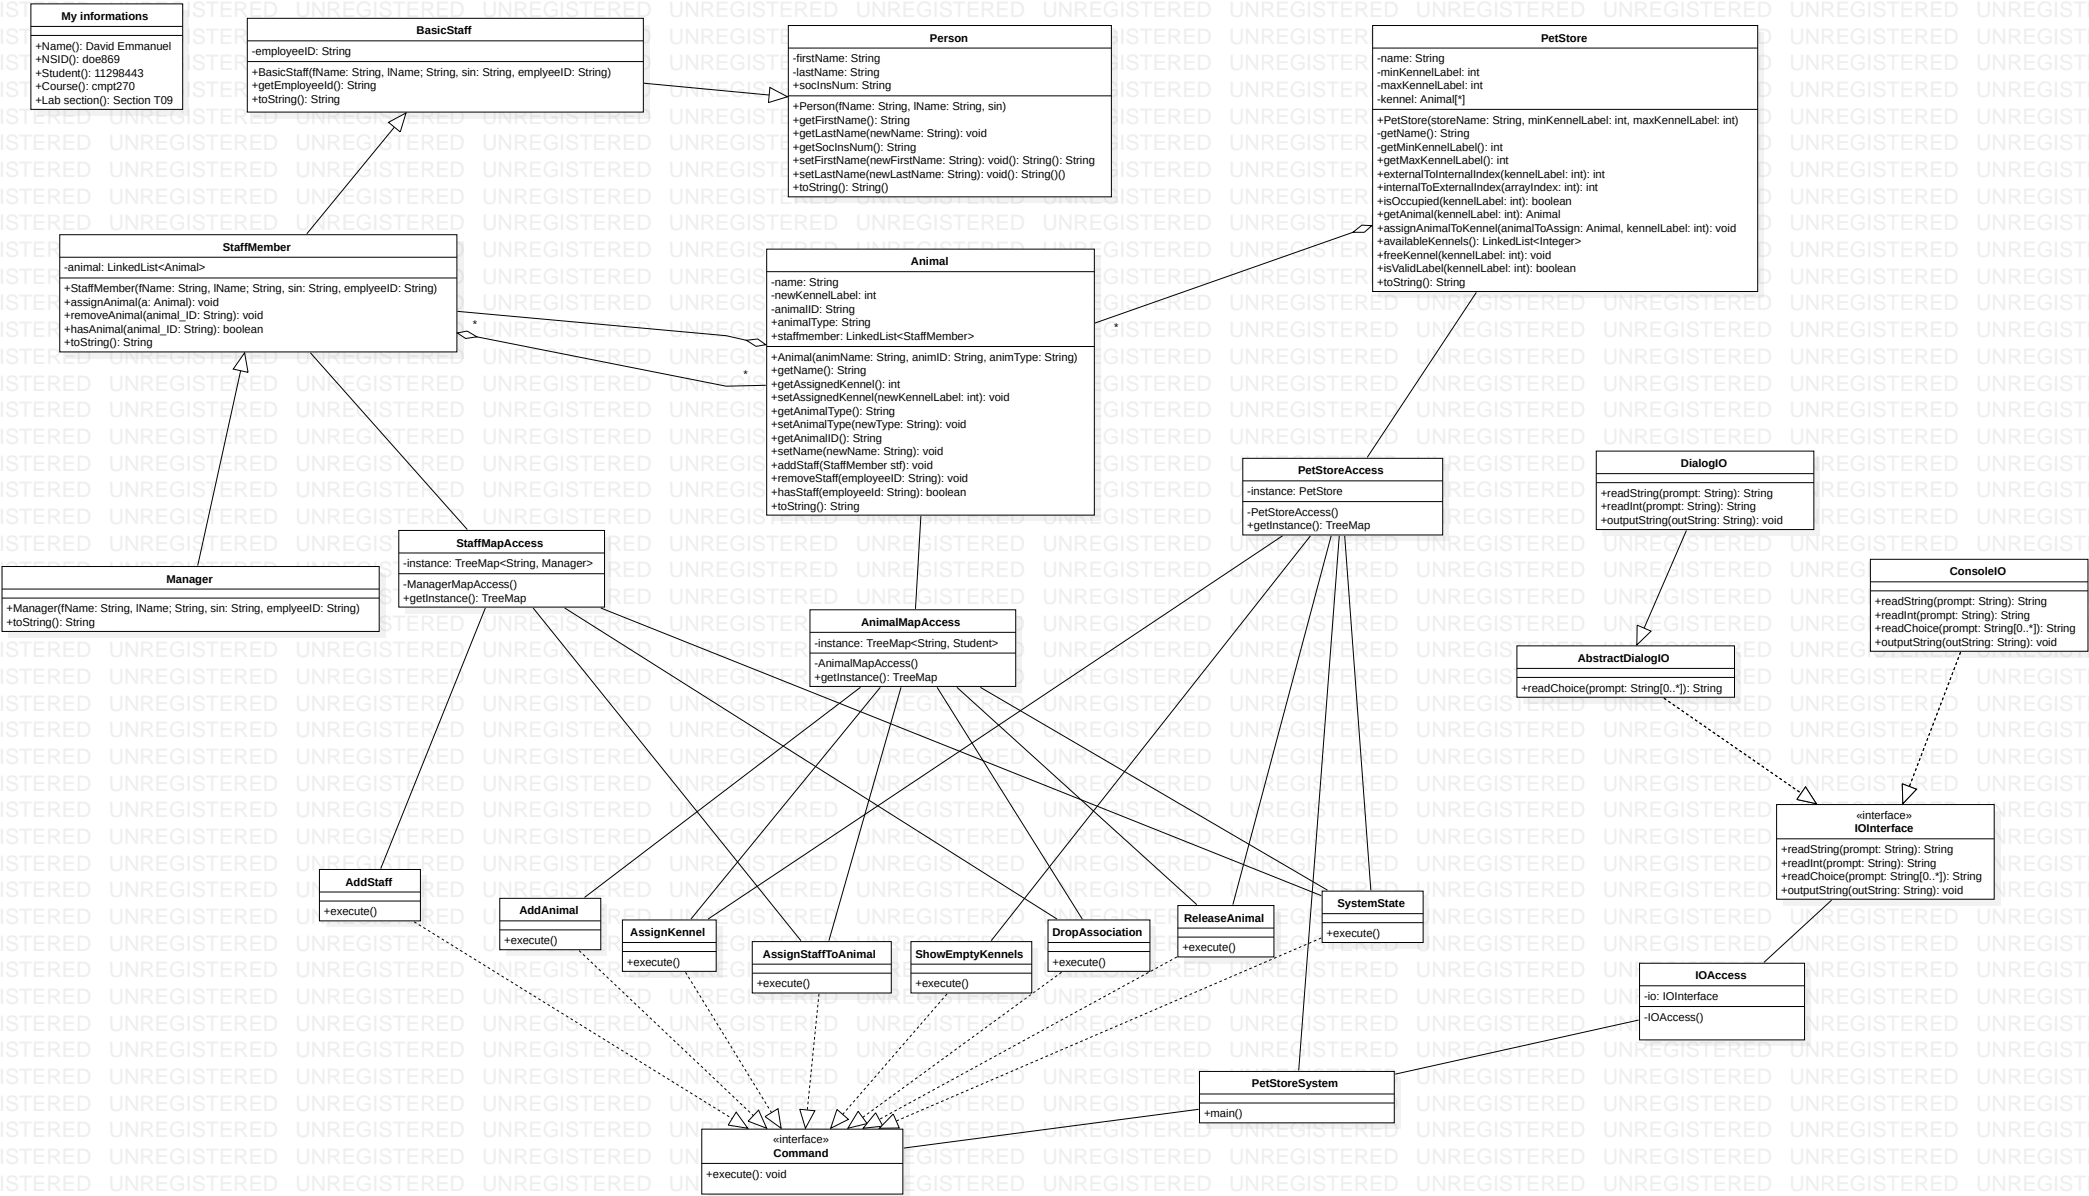 My informations
+Name(): David Emmanuel
+NSID(): doe869
+Student(): 11298443
+Course(): cmpt270
+Lab section(): Section T09
BasicStaff
-employeeID: String
+BasicStaff(fName: String, lName; String, sin: String, emplyeeID: String)
+getEmployeeId(): String
+toString(): String
Person
-firstName: String
-lastName: String
+socInsNum: String
+Person(fName: String, lName: String, sin)
+getFirstName(): String
+getLastName(newName: String): void
+getSocInsNum(): String
+setFirstName(newFirstName: String): void(): String(): String
+setLastName(newLastName: String): void(): String()()
+toString(): String()
PetStore
-name: String
-minKennelLabel: int
-maxKennelLabel: int
-kennel: Animal[*]
+PetStore(storeName: String, minKennelLabel: int, maxKennelLabel: int)
-getName(): String
-getMinKennelLabel(): int
+getMaxKennelLabel(): int
+externalToInternalIndex(kennelLabel: int): int
+internalToExternalIndex(arrayIndex: int): int
+isOccupied(kennelLabel: int): boolean
+getAnimal(kennelLabel: int): Animal
+assignAnimalToKennel(animalToAssign: Animal, kennelLabel: int): void
+availableKennels(): LinkedList<Integer>
+freeKennel(kennelLabel: int): void
+isValidLabel(kennelLabel: int): boolean
+toString(): String
StaffMember
-animal: LinkedList<Animal>
+StaffMember(fName: String, lName; String, sin: String, emplyeeID: String)
+assignAnimal(a: Animal): void
+removeAnimal(animal_ID: String): void
+hasAnimal(animal_ID: String): boolean
+toString(): String
*
*
*
Animal
-name: String
-newKennelLabel: int
-animalID: String
+animalType: String
+staffmember: LinkedList<StaffMember>
+Animal(animName: String, animID: String, animType: String)
+getName(): String
+getAssignedKennel(): int
+setAssignedKennel(newKennelLabel: int): void
+getAnimalType(): String
+setAnimalType(newType: String): void
+getAnimalID(): String
+setName(newName: String): void
+addStaff(StaffMember stf): void
+removeStaff(employeeID: String): void
+hasStaff(employeeId: String): boolean
+toString(): String
PetStoreAccess
-instance: PetStore
-PetStoreAccess()
+getInstance(): TreeMap
DialogIO
+readString(prompt: String): String
+readInt(prompt: String): String
+outputString(outString: String): void
StaffMapAccess
-instance: TreeMap<String, Manager>
-ManagerMapAccess()
+getInstance(): TreeMap
Manager
+Manager(fName: String, lName; String, sin: String, emplyeeID: String)
+toString(): String
ConsoleIO
+readString(prompt: String): String
+readInt(prompt: String): String
+readChoice(prompt: String[0..*]): String
+outputString(outString: String): void
AnimalMapAccess
-instance: TreeMap<String, Student>
-AnimalMapAccess()
+getInstance(): TreeMap
AbstractDialogIO
+readChoice(prompt: String[0..*]): String
«interface»
IOInterface
+readString(prompt: String): String
+readInt(prompt: String): String
+readChoice(prompt: String[0..*]): String
+outputString(outString: String): void
AddStaff
+execute()
AddAnimal
+execute()
AssignKennel
+execute()
AssignStaffToAnimal
+execute()
ShowEmptyKennels
+execute()
DropAssociation
+execute()
ReleaseAnimal
+execute()
SystemState
+execute()
IOAccess
-io: IOInterface
-IOAccess()
PetStoreSystem
+main()
«interface»
Command
+execute(): void